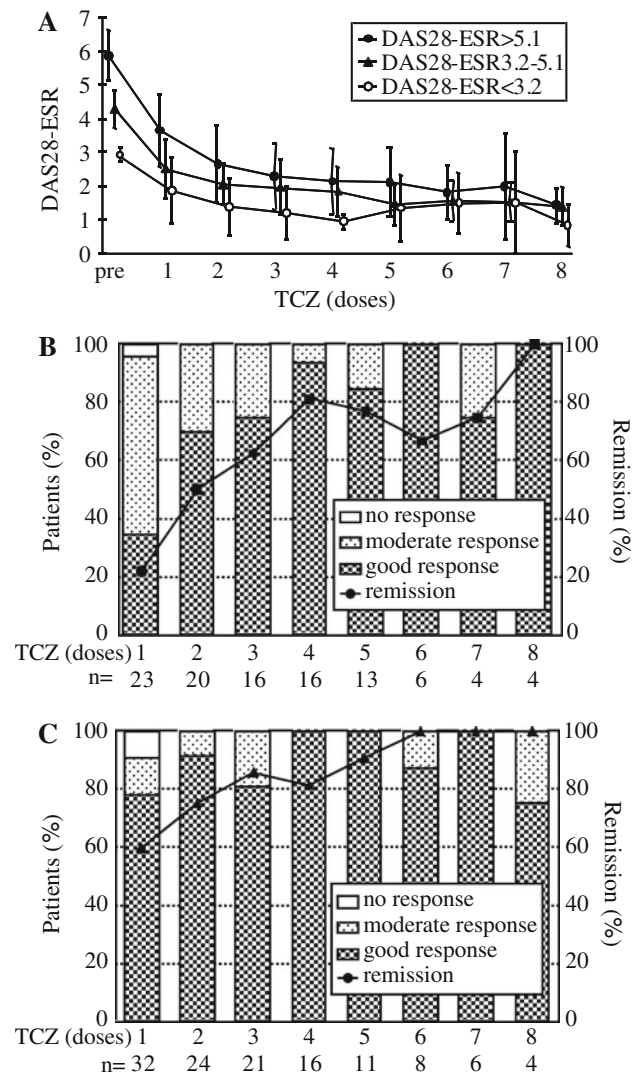 A
DAS28-ESR
7
6
5
4
3
2
1
0
DAS28-ESR>5.1
DAS28-ESR3.2-5.1
DAS28-ESR<3.2
pre 1 2 3 4 5 6 7 8
TCZ (doses)
B
Patients (%)
100
80
60
40
20
0
no response
moderate response
good response
remission
100
80
60
40
20
0
Remission (%)
TCZ (doses) 1 2 3 4 5 6 7 8
n= 23 20 16 16 13 6 4 4
C
Patients (%)
100
80
60
40
20
0
no response
moderate response
good response
remission
100
80
60
40
20
0
Remission (%)
TCZ (doses) 1 2 3 4 5 6 7 8
n= 32 24 21 16 11 8 6 4